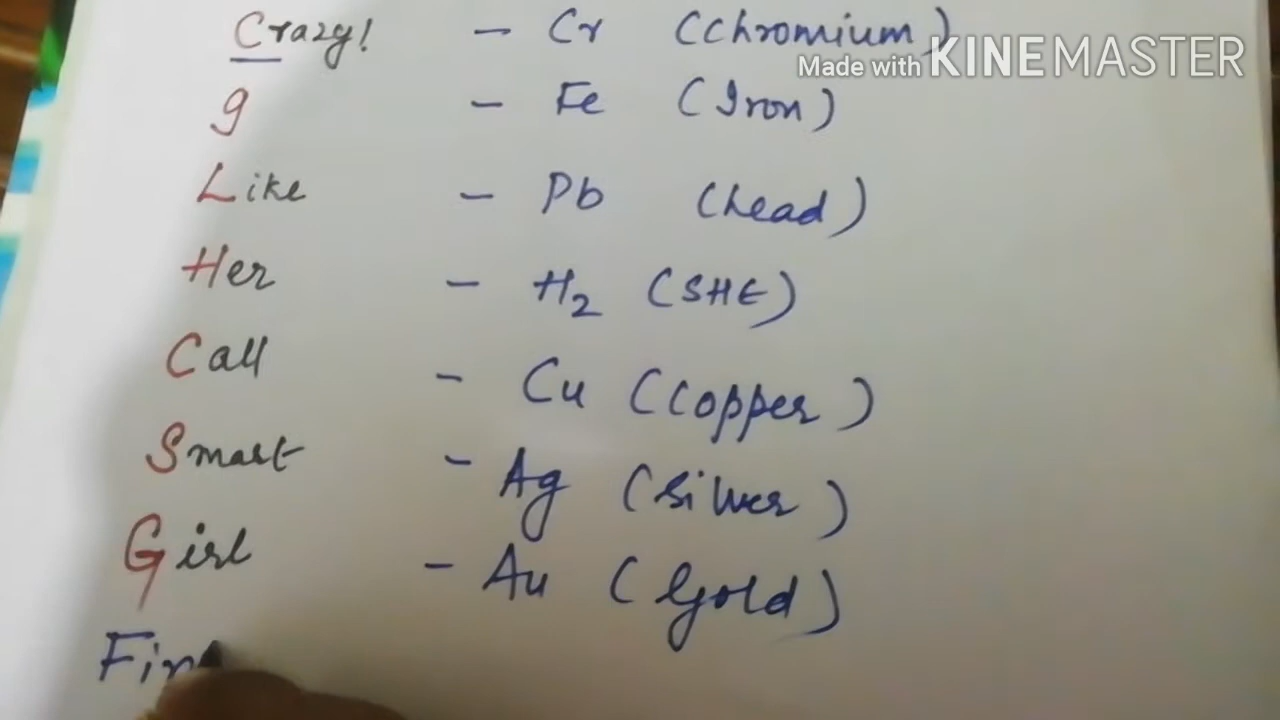 Crazy! - Cr (Chromium)
Made with KINEMASTER
I - Fe (Iron)
Like - Pb (Lead)
Her - H2 (SHE)
Call - Cu (Copper)
Smart - Ag (Silver)
Girl - Au (Gold)